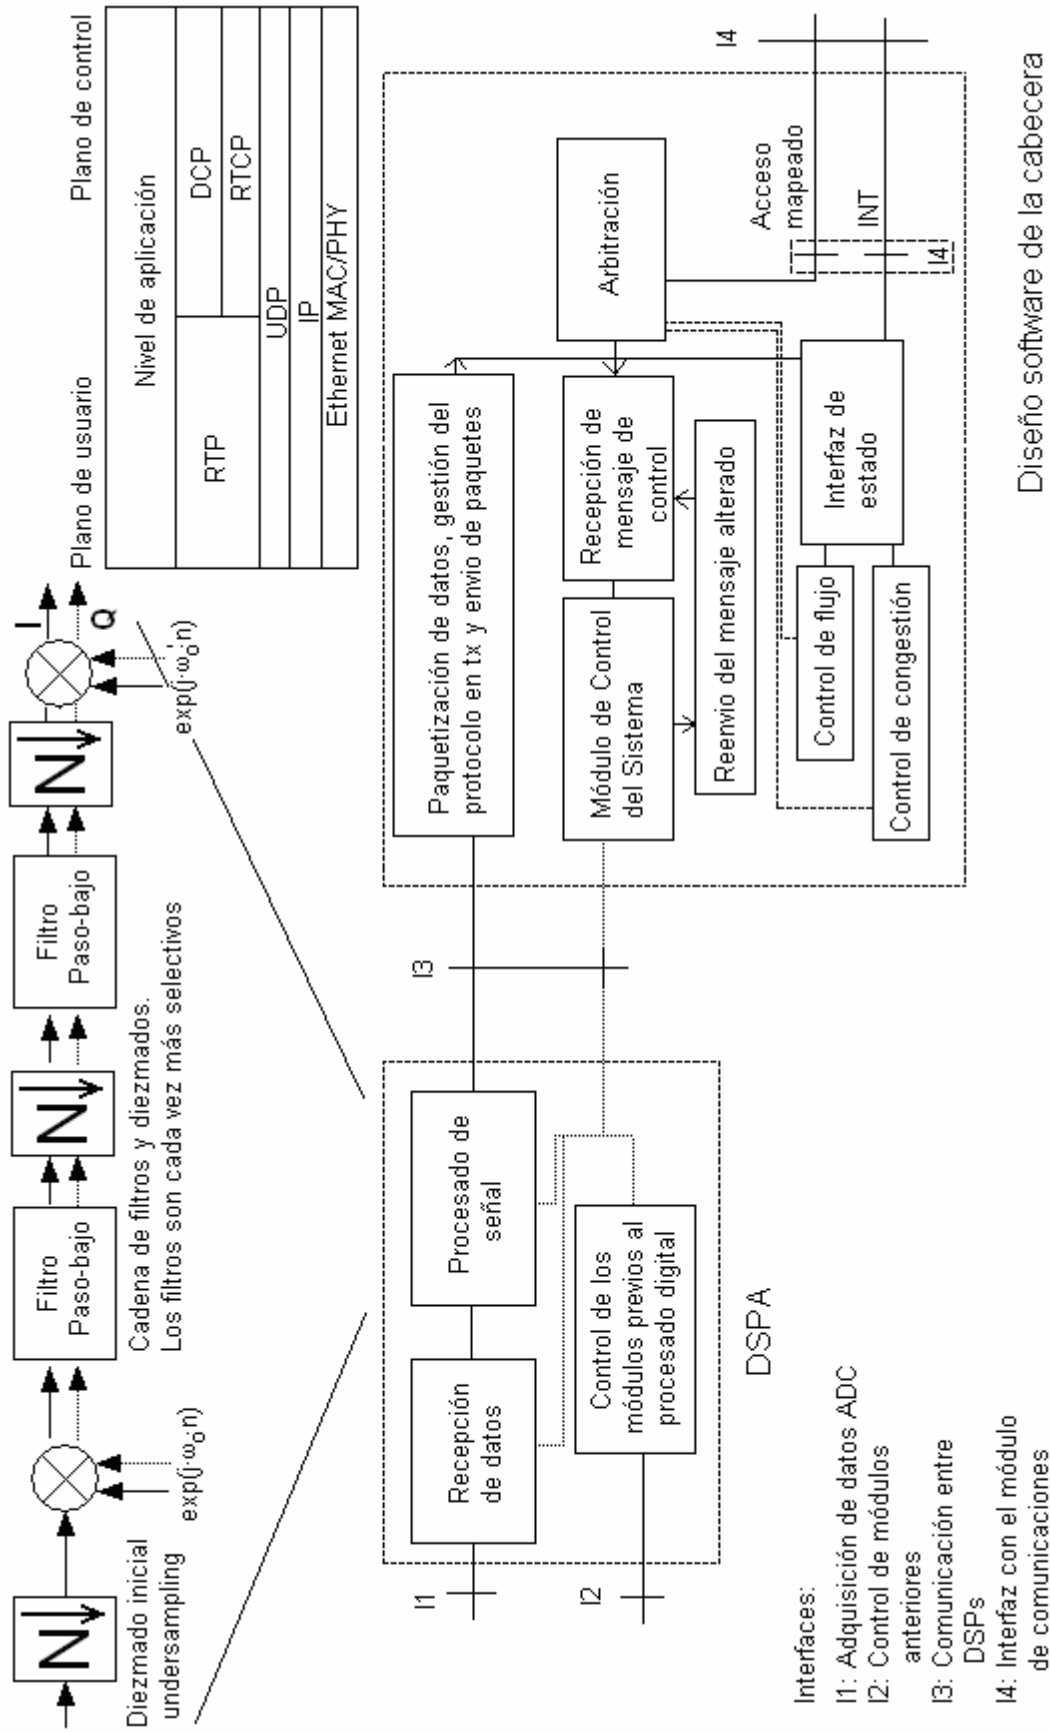 N
Diezmado inicial
undersampling
exp(j·ω₀n)
Filtro
Paso-bajo
N
Filtro
Paso-bajo
N
Cadena de filtros y diezmados.
Los filtros son cada vez más selectivos
exp(j·ω₀'n)
I
Q
Plano de usuario
Plano de control
Nivel de aplicación
RTP
DCP
RTCP
UDP
IP
Ethernet MAC/PHY
I1
Recepción
de datos
Procesado de
señal
I2
Control de los
módulos previos al
procesado digital
DSPA
I3
Paquetización de datos, gestión del
protocolo en tx y envio de paquetes
Módulo de Control
del Sistema
Recepción de
mensaje de
control
Arbitración
Reenvio del mensaje alterado
Control de flujo
Control de congestión
Interfaz de
estado
Acceso
mapeado
INT
I4
I4
Interfaces:
I1: Adquisición de datos ADC
I2: Control de módulos
anteriores
I3: Comunicación entre
DSPs
I4: Interfaz con el módulo
de comunicaciones
Diseño software de la cabecera